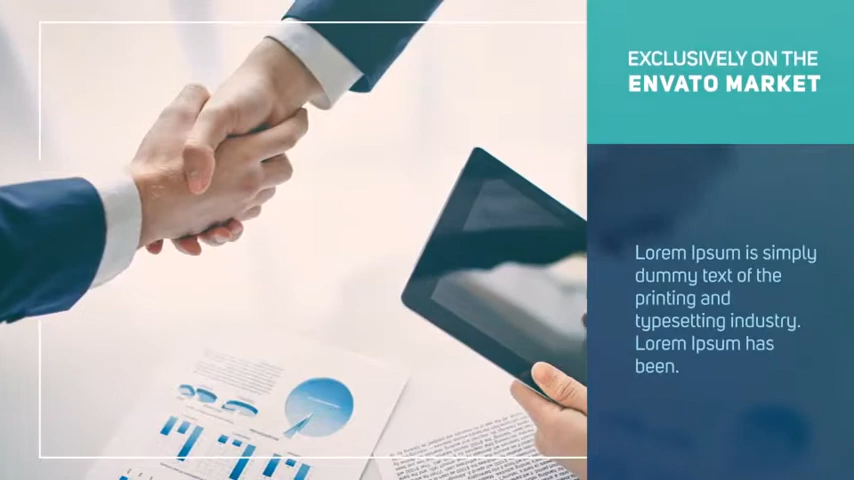 EXCLUSIVELY ON THE
ENVATO MARKET
Lorem Ipsum is simply
dummy text of the
printing and
typesetting industry.
Lorem Ipsum has
been.